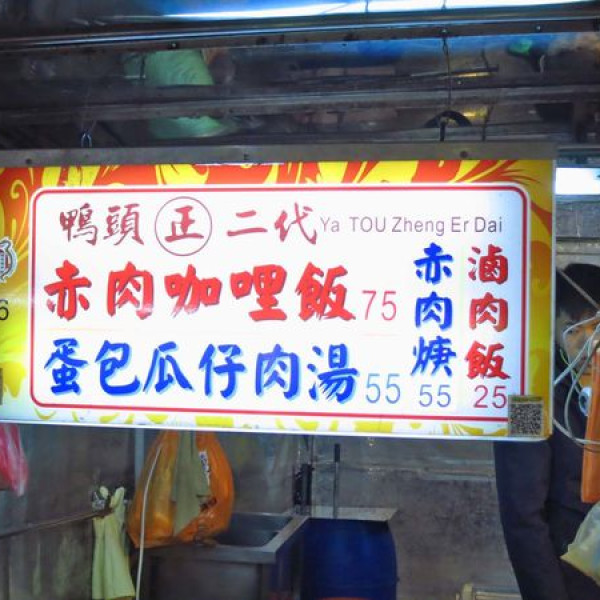 鴨頭 正 二代 Ya TOU Zheng Er Dai
赤肉咖哩飯 75
蛋包瓜仔肉湯 55
赤肉焿 55
滷肉飯 25
6